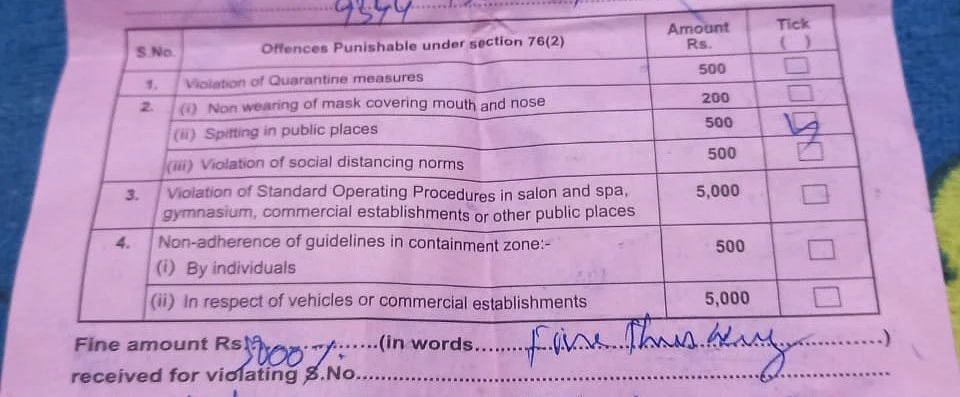 9344
S.No. Offences Punishable under section 76(2) Amount Rs. Tick ( )
1. Violation of Quarantine measures 500
2. (i) Non wearing of mask covering mouth and nose 200
(ii) Spitting in public places 500
(iii) Violation of social distancing norms 500
3. Violation of Standard Operating Procedures in salon and spa, 5,000
gymnasium, commercial establishments or other public places
4. Non-adherence of guidelines in containment zone:- 500
(i) By individuals
(ii) In respect of vehicles or commercial establishments 5,000
Fine amount Rs. (in words Five )
received for violating S.No.